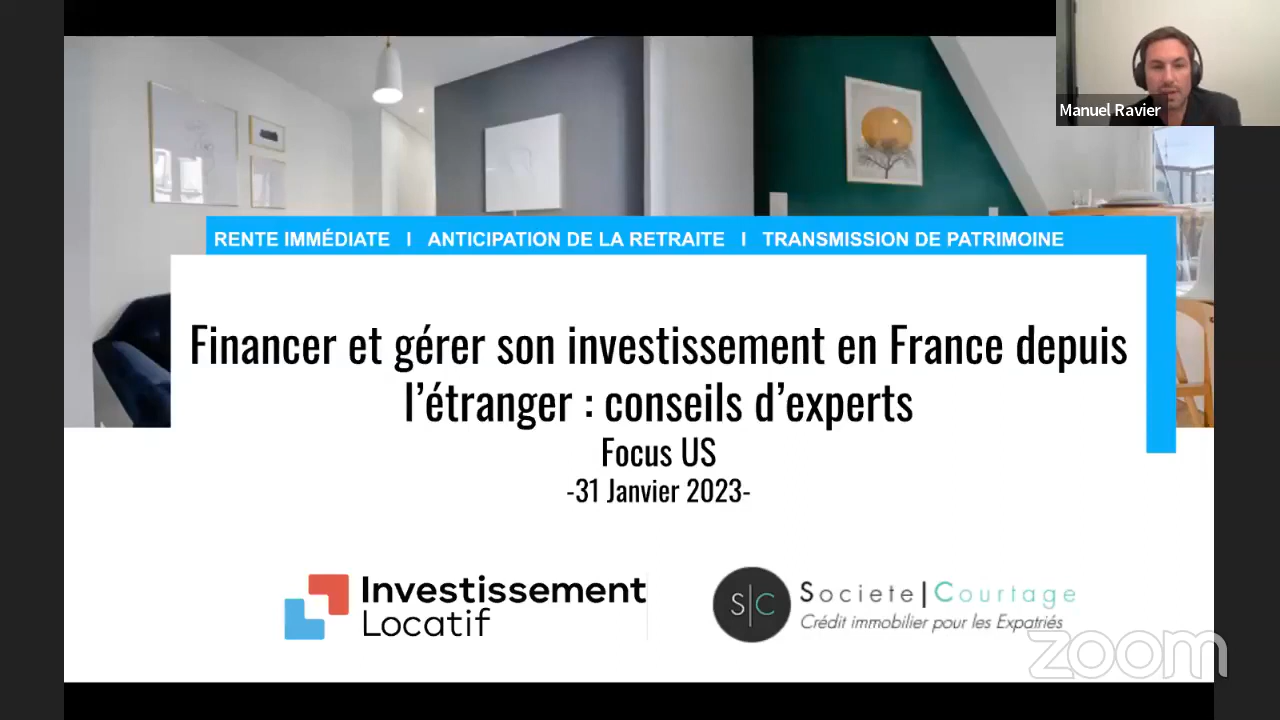 Manuel Ravier
RENTE IMMÉDIATE I ANTICIPATION DE LA RETRAITE I TRANSMISSION DE PATRIMOINE
Financer et gérer son investissement en France depuis
l’étranger : conseils d’experts
Focus US
-31 Janvier 2023-
Investissement
Locatif
S|C
Societe|Courtage
Crédit immobilier pour les Expatriés
zoom